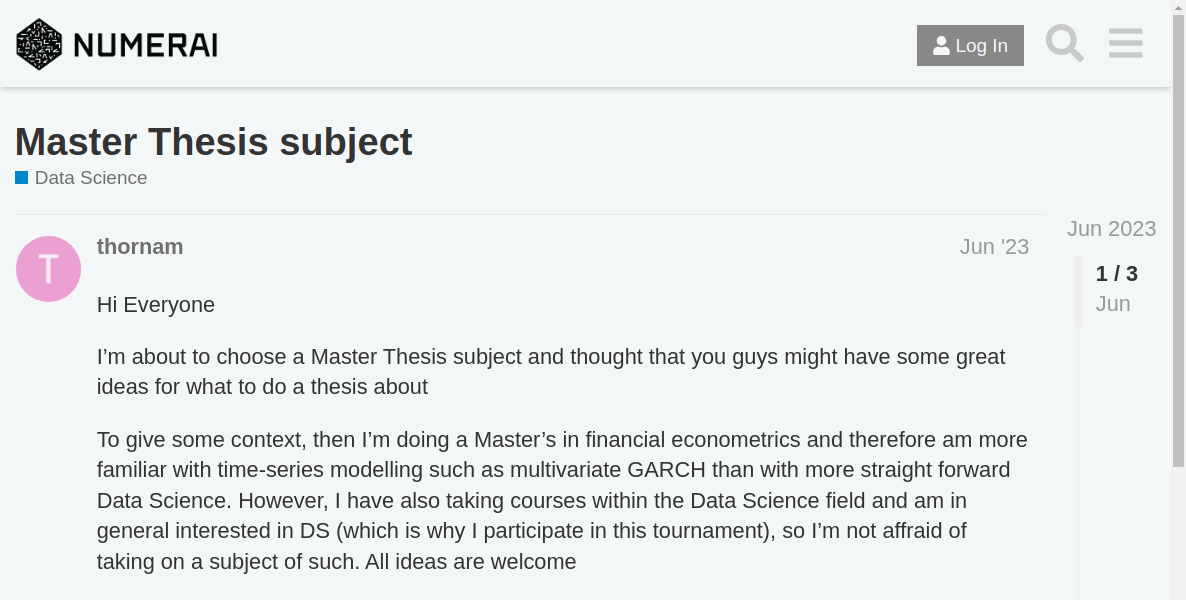 NUMERAI
Log In
Master Thesis subject
Data Science
Jun 2023
T
thornam
Jun '23
1 / 3
Jun
Hi Everyone
I’m about to choose a Master Thesis subject and thought that you guys might have some great
ideas for what to do a thesis about
To give some context, then I’m doing a Master’s in financial econometrics and therefore am more
familiar with time-series modelling such as multivariate GARCH than with more straight forward
Data Science. However, I have also taking courses within the Data Science field and am in
general interested in DS (which is why I participate in this tournament), so I’m not affraid of
taking on a subject of such. All ideas are welcome